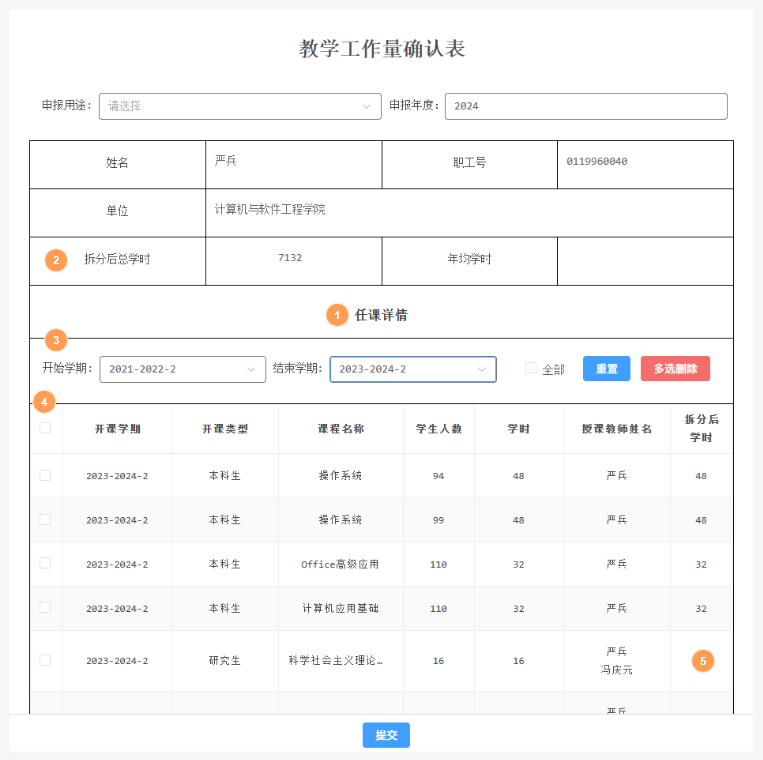 教学工作量确认表
申报用途: 请选择 申报年度: 2024
姓名 严兵 职工号 0119960040
单位 计算机与软件工程学院
2 拆分后总学时 7132 年均学时
1 任课详情
3
开始学期: 2021-2022-2 结束学期: 2023-2024-2 全部 重置 多选删除
4
开课学期 开课类型 课程名称 学生人数 学时 授课教师姓名 拆分后
学时
2023-2024-2 本科生 操作系统 94 48 严兵 48
2023-2024-2 本科生 操作系统 99 48 严兵 48
2023-2024-2 本科生 Office高级应用 110 32 严兵 32
2023-2024-2 本科生 计算机应用基础 110 32 严兵 32
2023-2024-2 研究生 科学社会主义理论… 16 16 严兵
冯庆元 5
严兵
提交